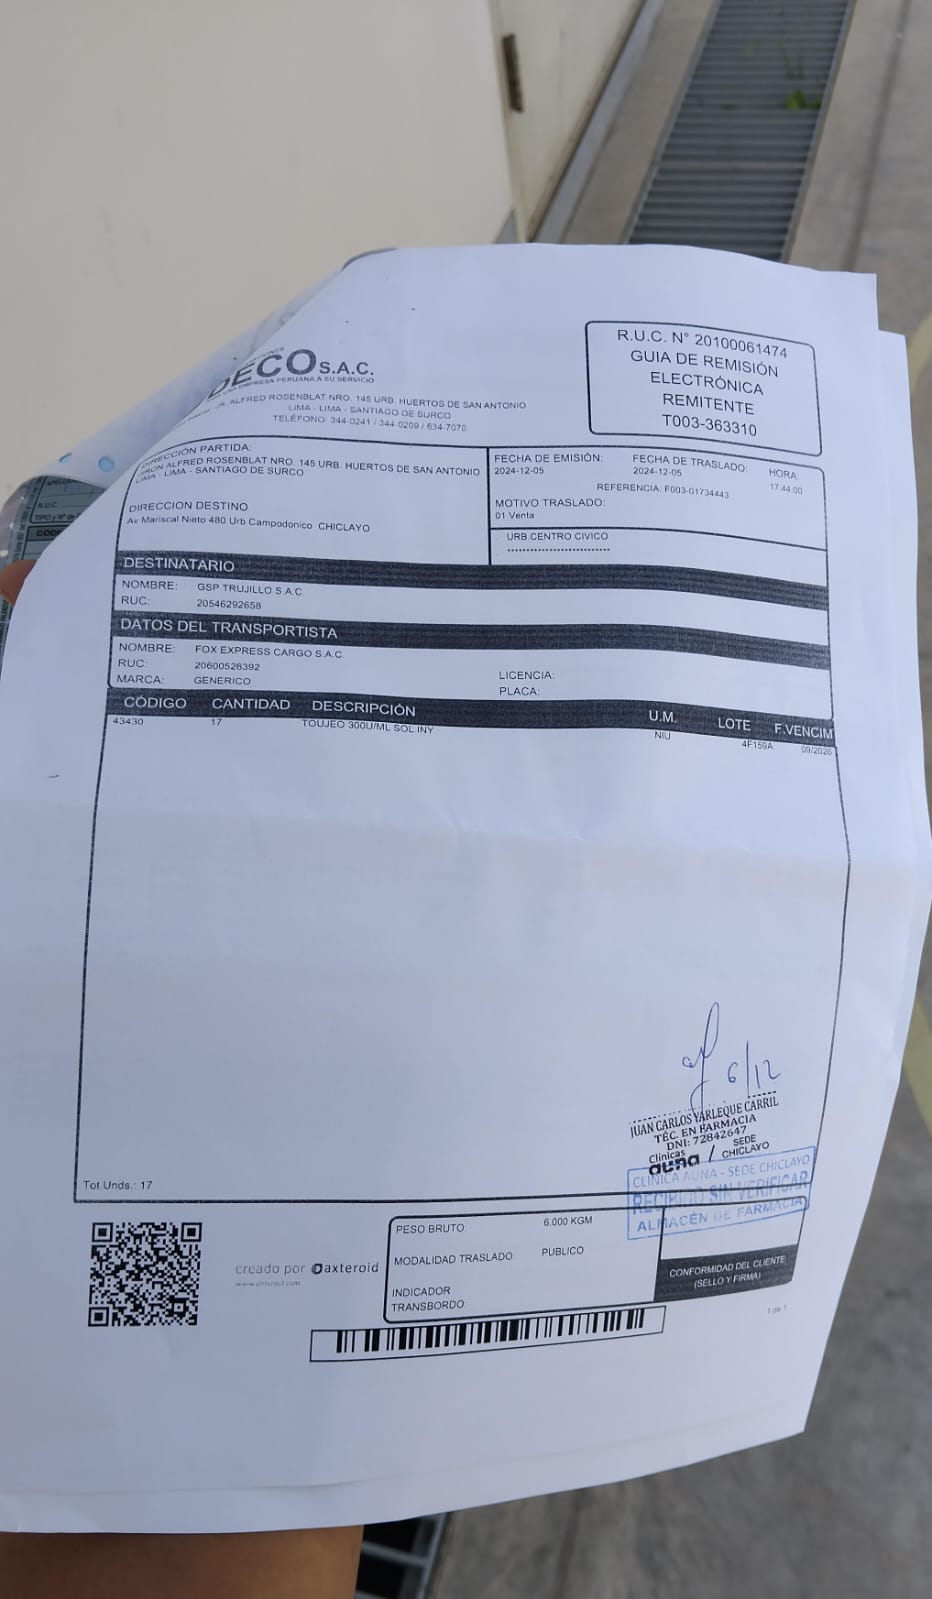 DECO S.A.C.
EMPRESA PERUANA A SU SERVICIO
JR. ALFRED ROSENBLAT NRO. 145 URB. HUERTOS DE SAN ANTONIO
LIMA - LIMA - SANTIAGO DE SURCO
TELÉFONO: 344-0241 / 344-0209 / 634-7070
R.U.C. N° 20100061474
GUIA DE REMISIÓN
ELECTRÓNICA
REMITENTE
T003-363310
DIRECCIÓN PARTIDA:
JIRON ALFRED ROSENBLAT NRO. 145 URB. HUERTOS DE SAN ANTONIO
LIMA - LIMA - SANTIAGO DE SURCO
DIRECCION DESTINO
Av Mariscal Nieto 480 Urb Campodonico CHICLAYO
FECHA DE EMISIÓN: FECHA DE TRASLADO: HORA:
2024-12-05 2024-12-05 17:44:00
REFERENCIA. F003-01734443
MOTIVO TRASLADO:
01 Venta
URB.CENTRO CIVICO
DESTINATARIO
NOMBRE: GSP TRUJILLO S.A.C.
RUC: 20546292658
DATOS DEL TRANSPORTISTA
NOMBRE: FOX EXPRESS CARGO S.A.C.
RUC: 20600526392
MARCA: GENERICO
LICENCIA:
PLACA:
CÓDIGO CANTIDAD DESCRIPCIÓN U.M. LOTE F.VENCIM
43430 17 TOUJEO 300U/ML SOL INY NIU 4F159A 09/2026
6/12
JUAN CARLOS YARLEQUE CARRIL
TÉC. EN FARMACIA
DNI: 72842647
Clínicas auna / SEDE CHICLAYO
CLINICA AUNA - SEDE CHICLAYO
RECIBIDO SIN VERIFICAR
ALMACÉN DE FARMACIA
Tot.Unds.: 17
creado por axteroid
PESO BRUTO: 6.000 KGM
MODALIDAD TRASLADO: PUBLICO
INDICADOR
TRANSBORDO:
CONFORMIDAD DEL CLIENTE
(SELLO Y FIRMA)
1 de 1